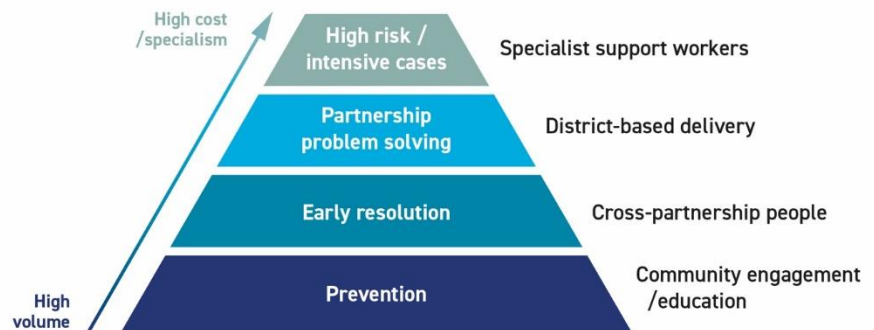 High cost
/specialism
High risk /
intensive cases
Specialist support workers
Partnership
problem solving
District-based delivery
Early resolution
Cross-partnership people
Prevention
Community engagement
/education
High
volume